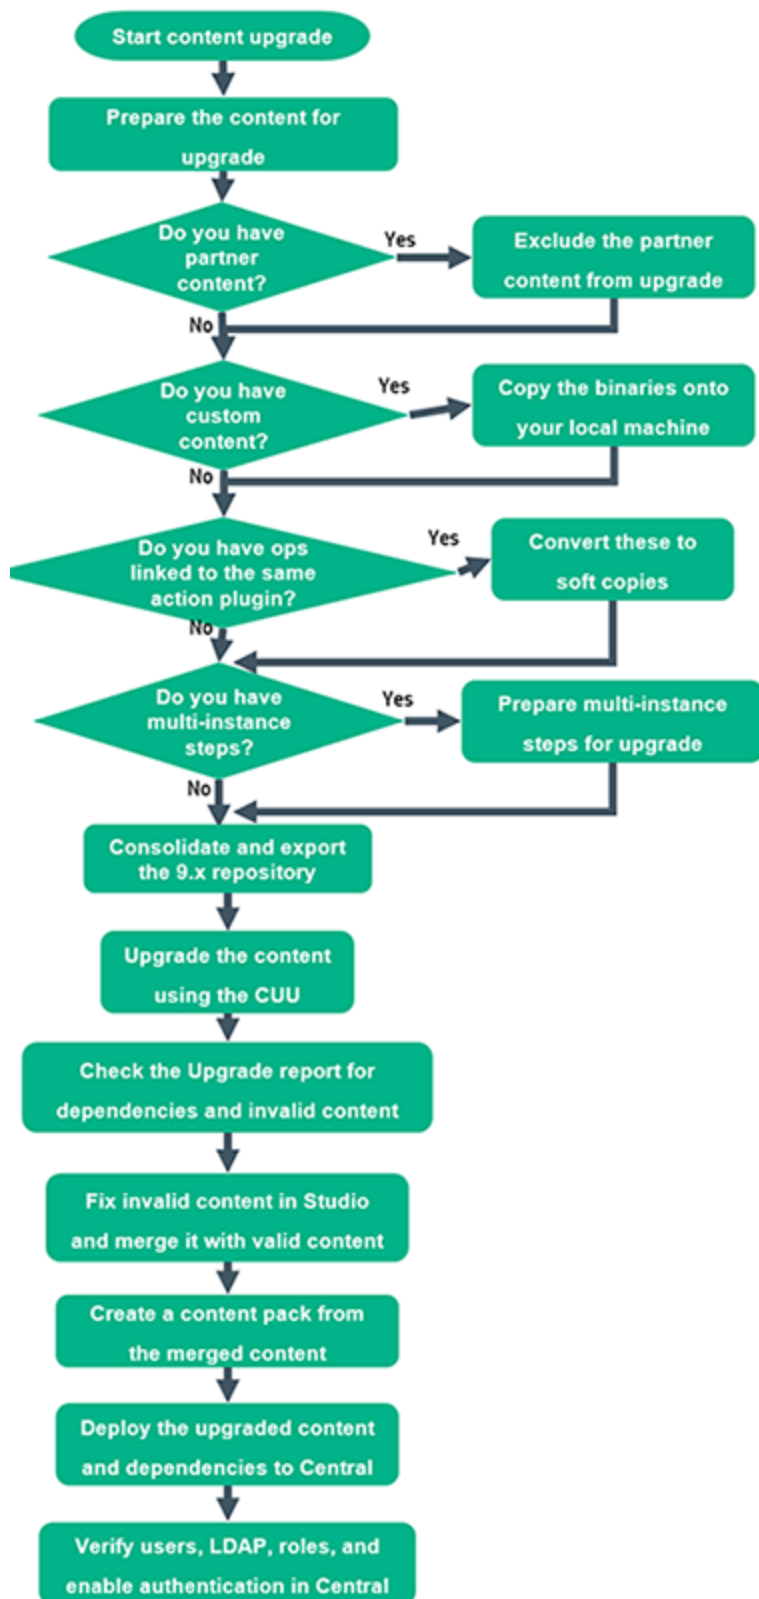 Start content upgrade
Prepare the content for
upgrade
Do you have
partner
content?
Yes
Exclude the partner
content from upgrade
No
Do you have
custom
content?
Yes
Copy the binaries onto
your local machine
No
Do you have ops
linked to the same
action plugin?
Yes
Convert these to
soft copies
No
Do you have
multi-instance
steps?
Yes
Prepare multi-instance
steps for upgrade
No
Consolidate and export
the 9.x repository
Upgrade the content
using the CUU
Check the Upgrade report for
dependencies and invalid content
Fix invalid content in Studio
and merge it with valid content
Create a content pack from
the merged content
Deploy the upgraded content
and dependencies to Central
Verify users, LDAP, roles, and
enable authentication in Central